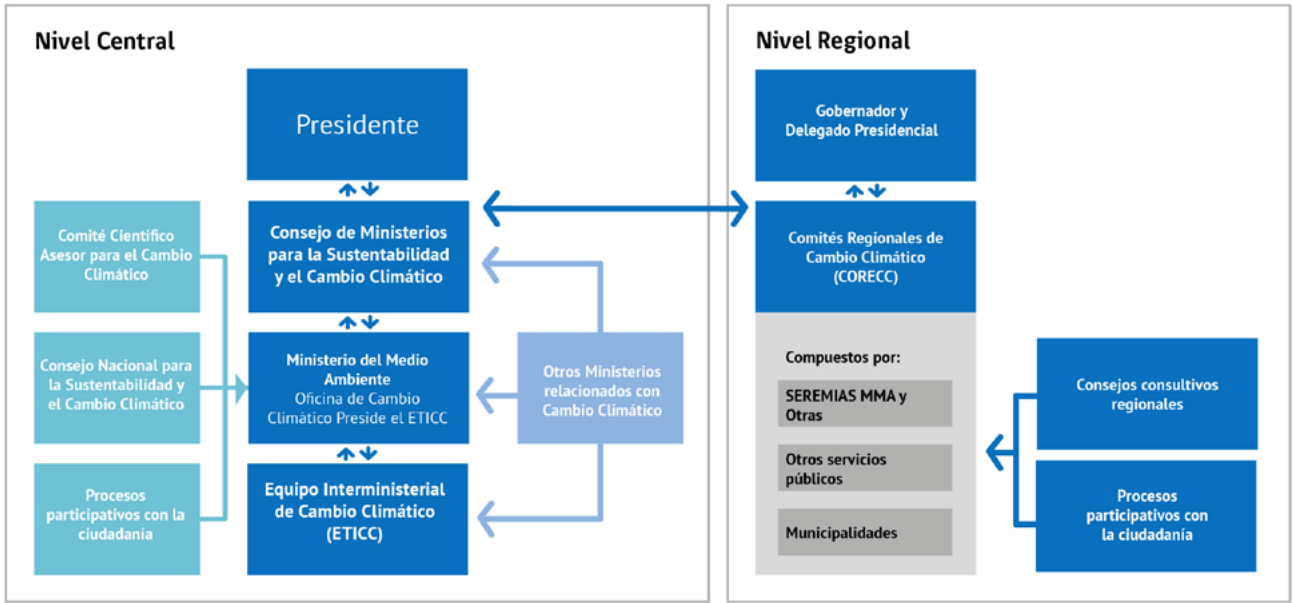 Nivel Central
Presidente
Comité Científico
Asesor para el Cambio
Climático
Consejo Nacional para
la Sustentabilidad y
el Cambio Climático
Procesos
participativos con la
ciudadanía
Consejo de Ministerios
para la Sustentabilidad
y el Cambio Climático
Ministerio del Medio
Ambiente
Oficina de Cambio
Climático Preside el ETICC
Equipo Interministerial
de Cambio Climático
(ETICC)
Otros Ministerios
relacionados con
Cambio Climático
Nivel Regional
Gobernador y
Delegado Presidencial
Comités Regionales de
Cambio Climático
(CORECC)
Compuestos por:
SEREMIAS MMA y
Otras
Otros servicios
públicos
Municipalidades
Consejos consultivos
regionales
Procesos
participativos con
la ciudadanía